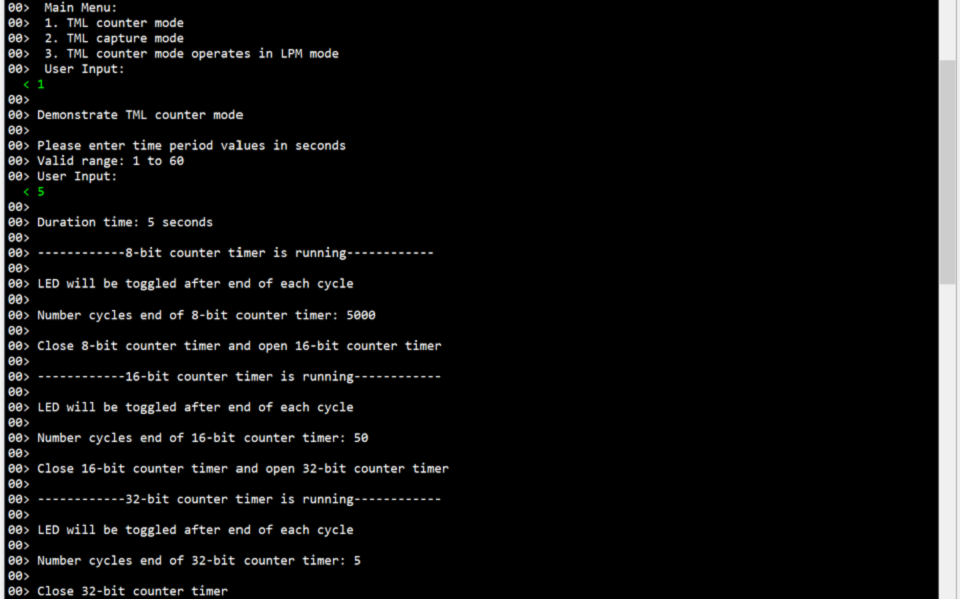 00>  Main Menu:
00>  1. TML counter mode
00>  2. TML capture mode
00>  3. TML counter mode operates in LPM mode
00>  User Input:
< 1
00>
00> Demonstrate TML counter mode
00>
00> Please enter time period values in seconds
00> Valid range: 1 to 60
00> User Input:
< 5
00>
00> Duration time: 5 seconds
00>
00> ------------8-bit counter timer is running------------
00>
00> LED will be toggled after end of each cycle
00>
00> Number cycles end of 8-bit counter timer: 5000
00>
00> Close 8-bit counter timer and open 16-bit counter timer
00>
00> ------------16-bit counter timer is running------------
00>
00> LED will be toggled after end of each cycle
00>
00> Number cycles end of 16-bit counter timer: 50
00>
00> Close 16-bit counter timer and open 32-bit counter timer
00>
00> ------------32-bit counter timer is running------------
00>
00> LED will be toggled after end of each cycle
00>
00> Number cycles end of 32-bit counter timer: 5
00>
00> Close 32-bit counter timer